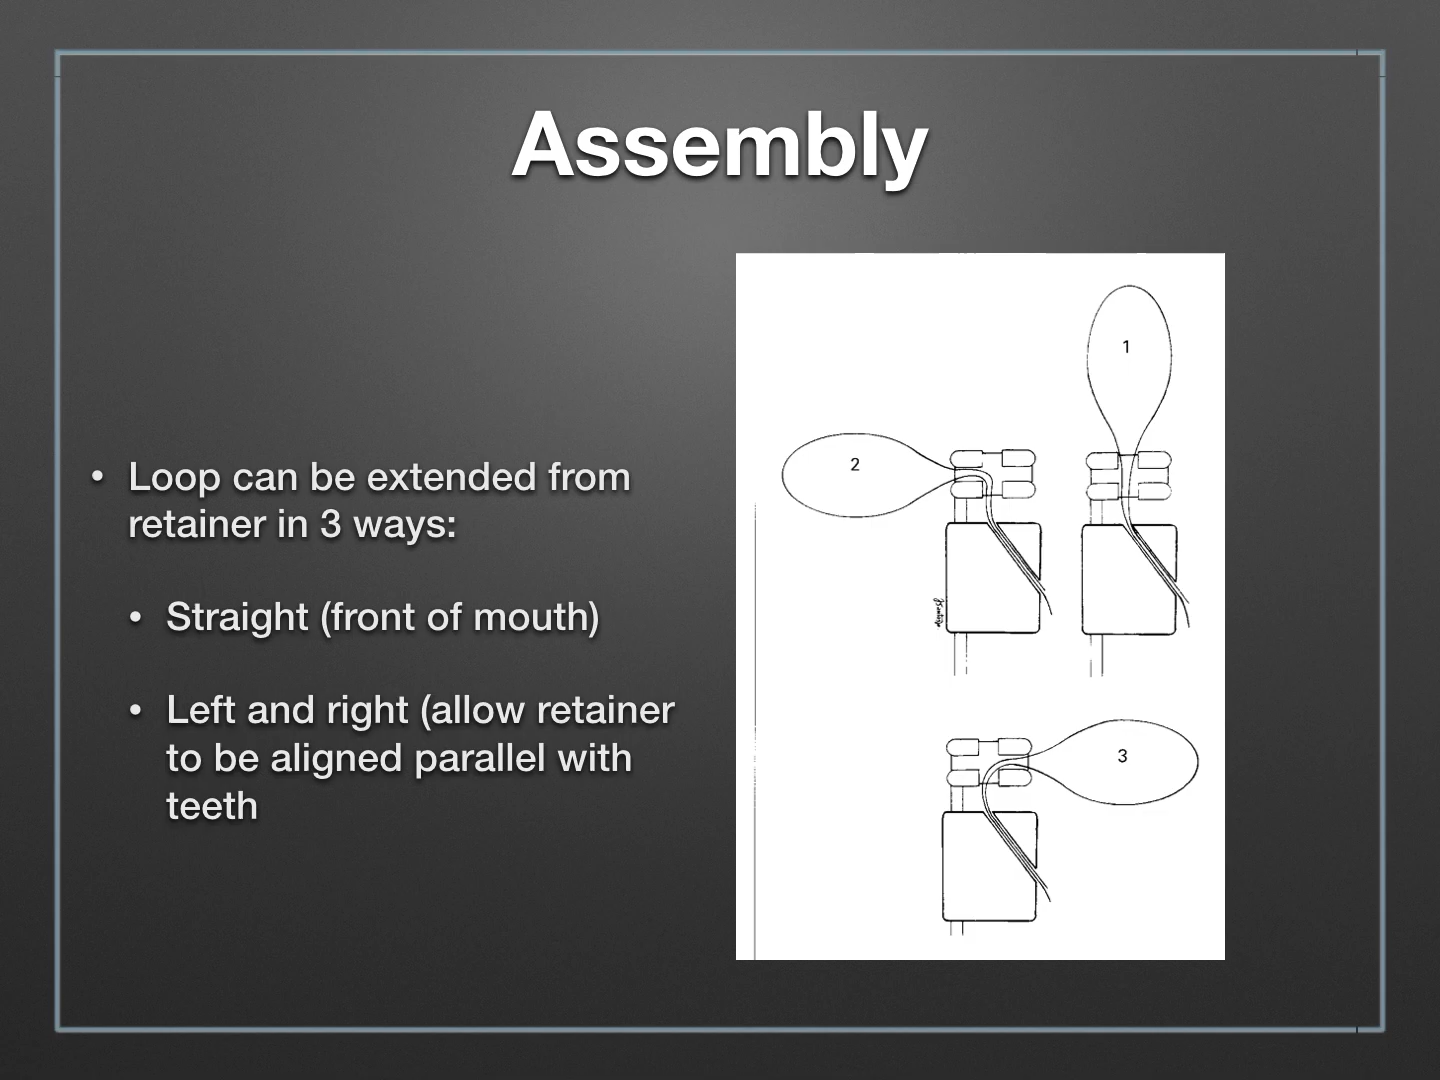 Assembly
• Loop can be extended from
retainer in 3 ways:
• Straight (front of mouth)
• Left and right (allow retainer
to be aligned parallel with
teeth
1
2
3